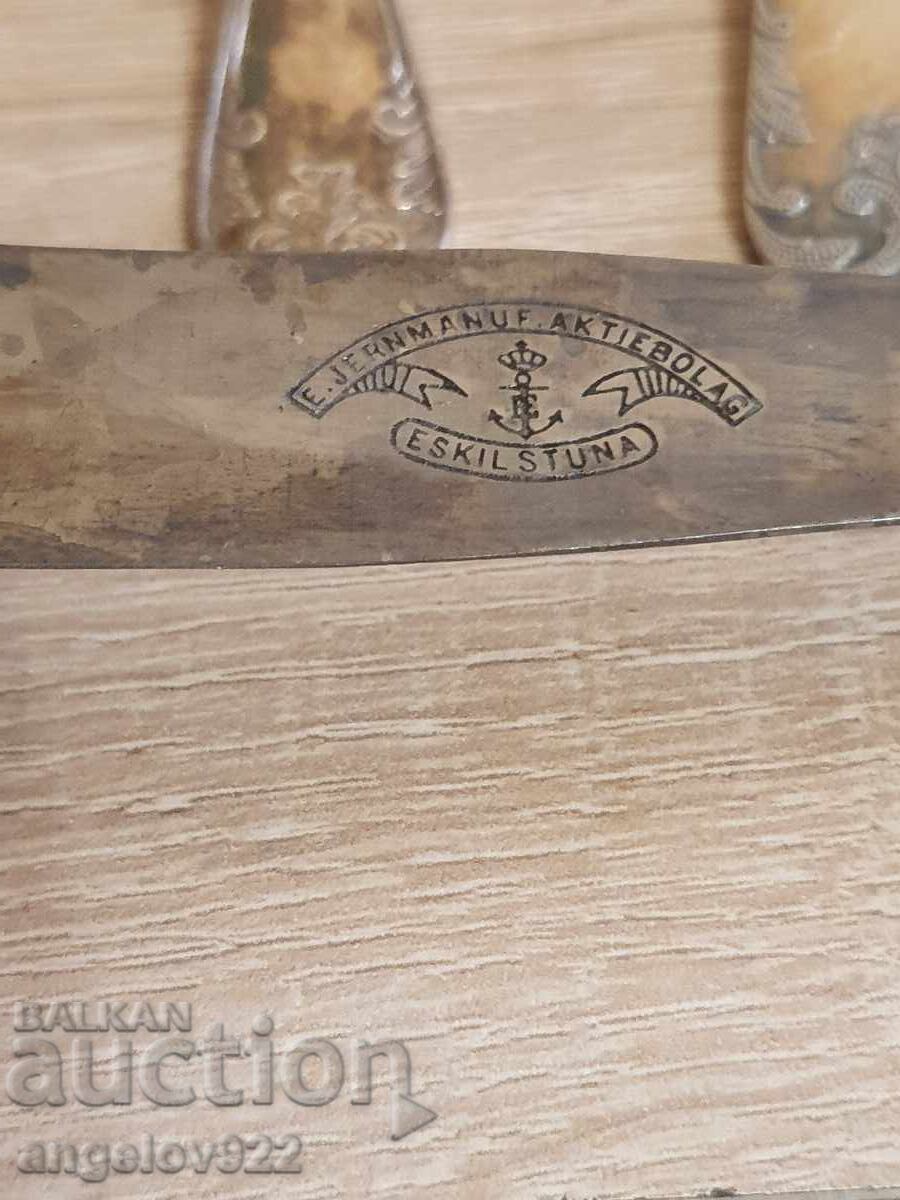 E. JERNMANUF. AKTIEBOLAG
ESKILSTUNA
BALKAN
auction
angelov922